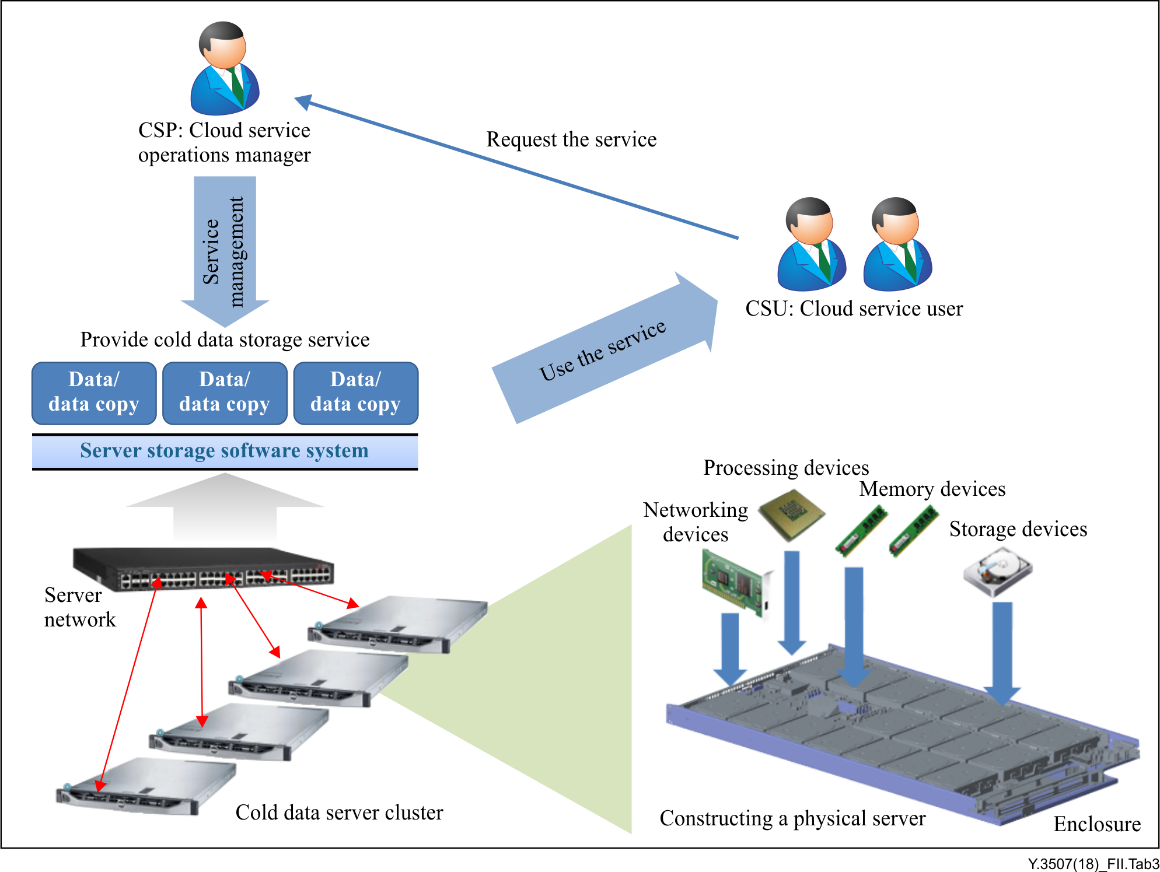 CSP: Cloud service
operations manager
Request the service
Service
management
CSU: Cloud service user
Use the service
Provide cold data storage service
Data/
data copy
Data/
data copy
Data/
data copy
Server storage software system
Processing devices
Memory devices
Networking
devices
Storage devices
Server
network
Cold data server cluster
Constructing a physical server
Enclosure
Y.3507(18)_FII.Tab3